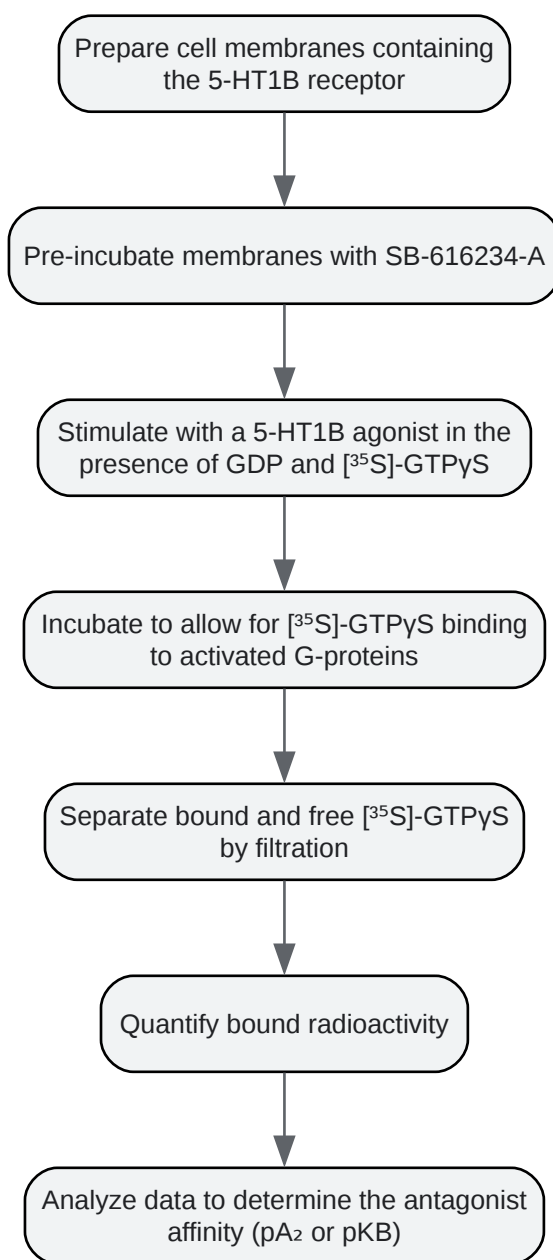 Prepare cell membranes containing
the 5-HT1B receptor
Pre-incubate membranes with SB-616234-A
Stimulate with a 5-HT1B agonist in the
presence of GDP and [³⁵S]-GTPγS
Incubate to allow for [³⁵S]-GTPγS binding
to activated G-proteins
Separate bound and free [³⁵S]-GTPγS
by filtration
Quantify bound radioactivity
Analyze data to determine the antagonist
affinity (pA₂ or pKB)